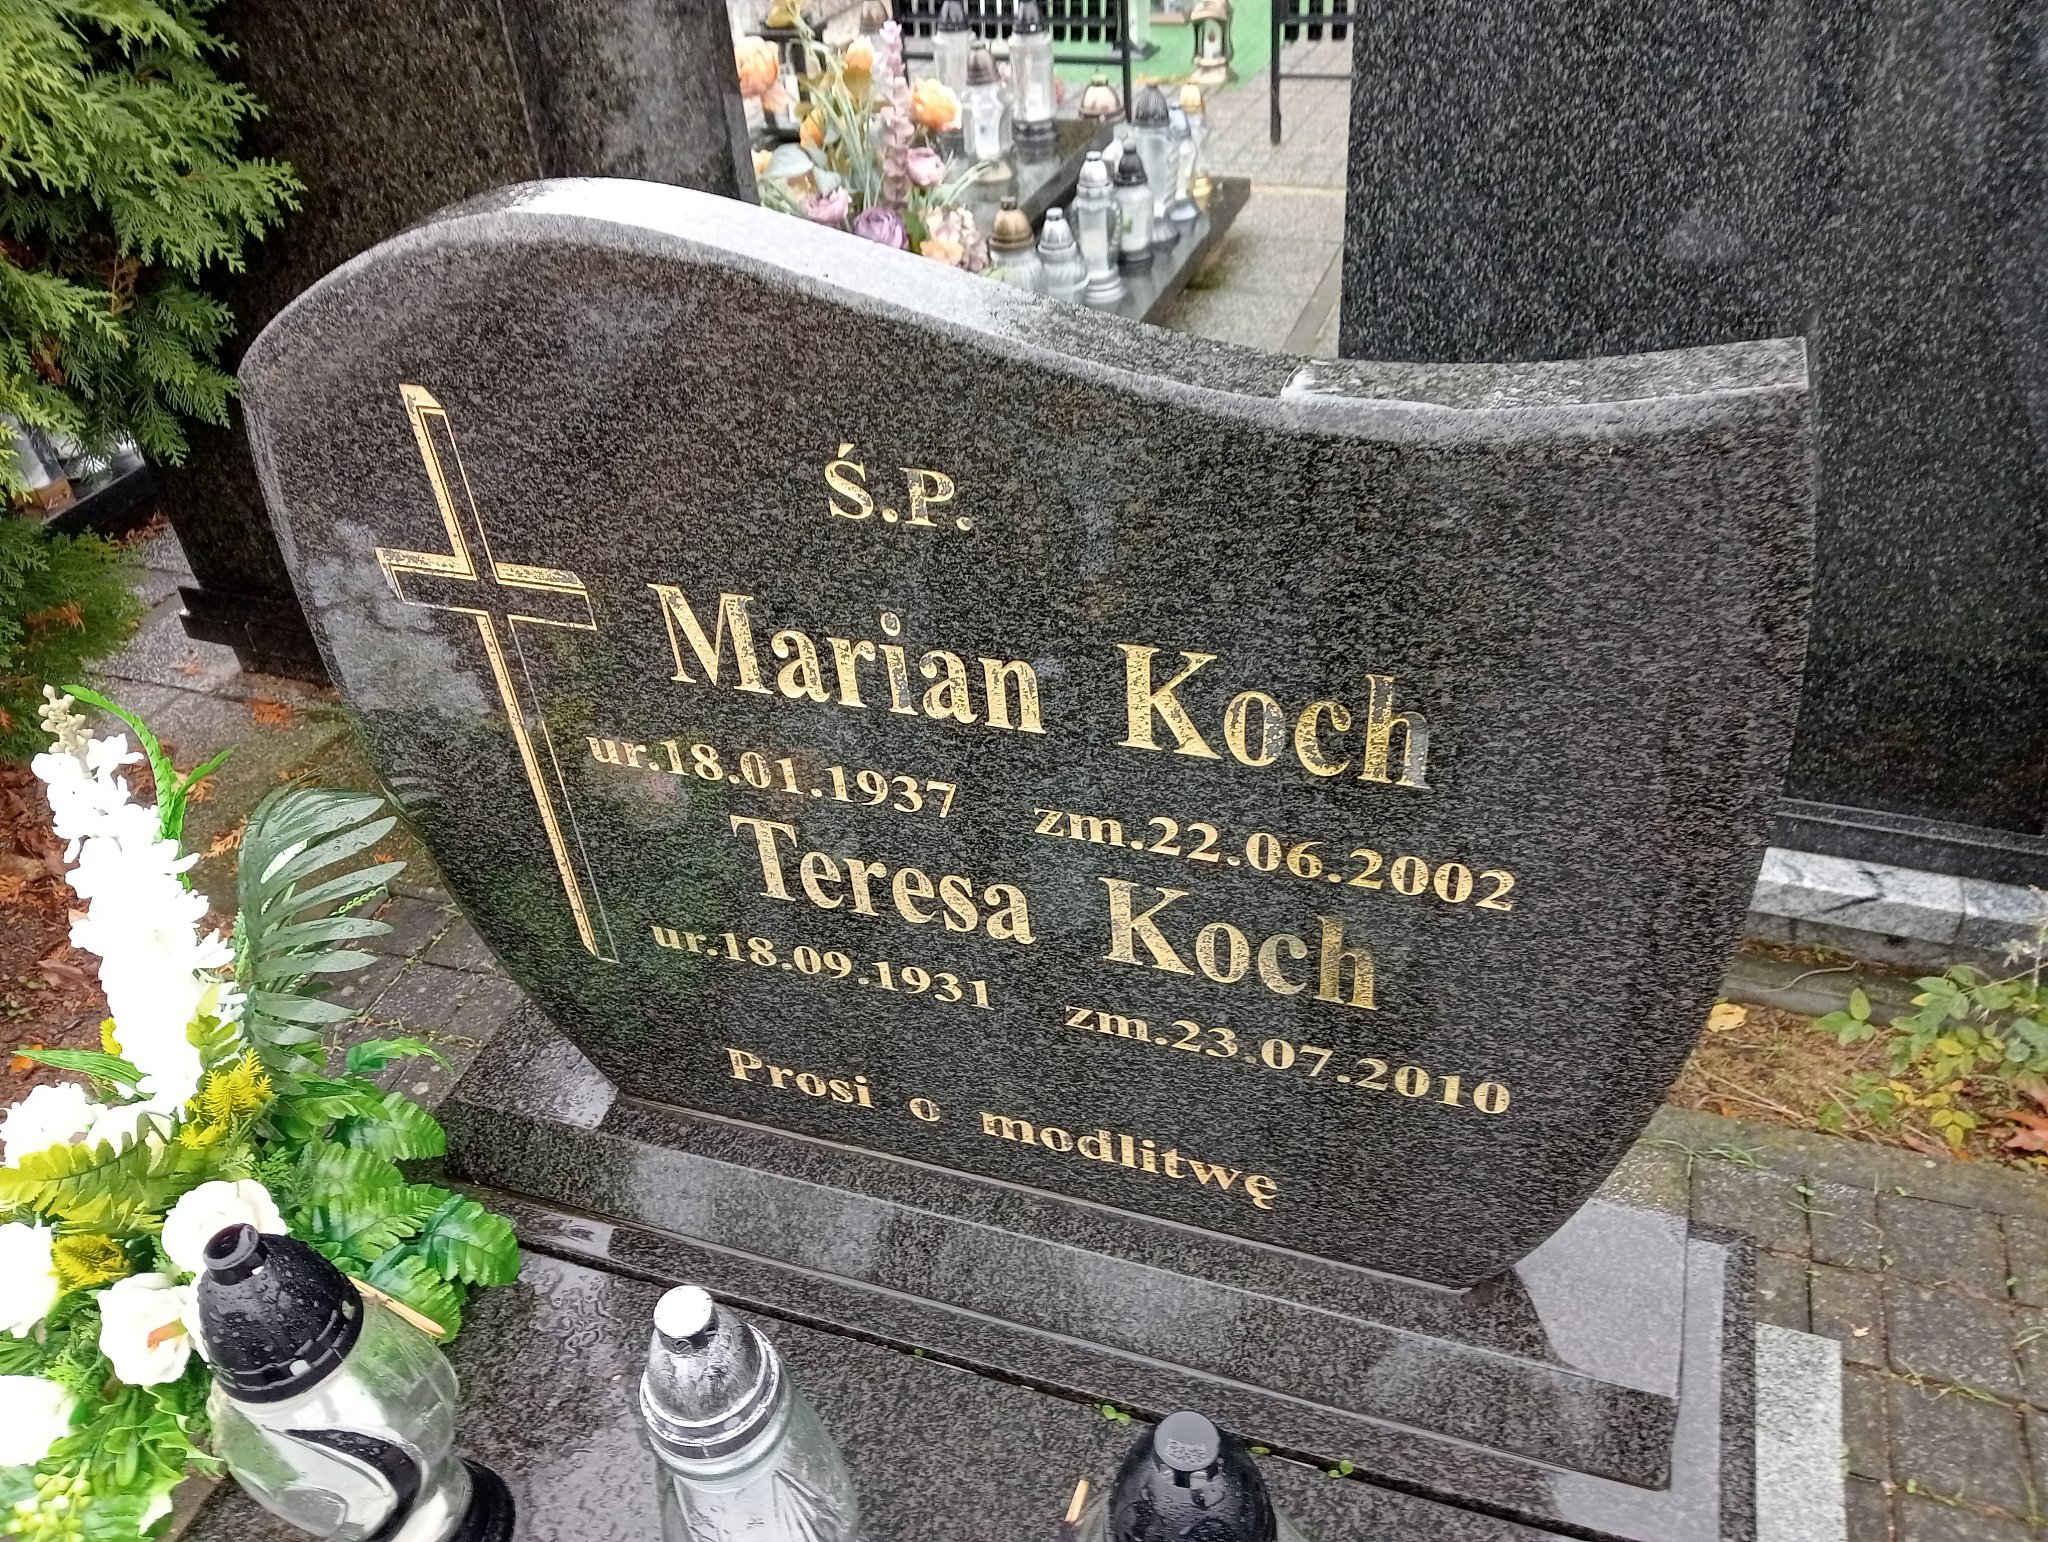 Ś.P.
Marian Koch
ur.18.01.1937 zm.22.06.2002
Teresa Koch
ur.18.09.1931 zm.23.07.2010
Prosi o modlitwę